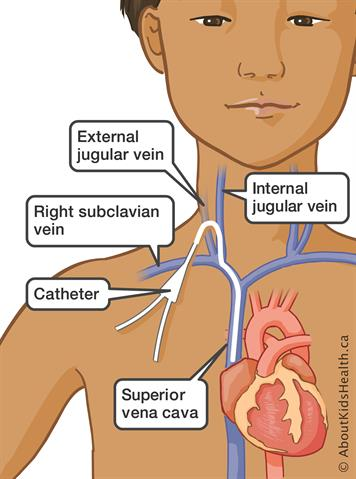 External
jugular vein
Internal
jugular vein
Right subclavian
vein
Catheter
Superior
vena cava
© AboutKidsHealth.ca